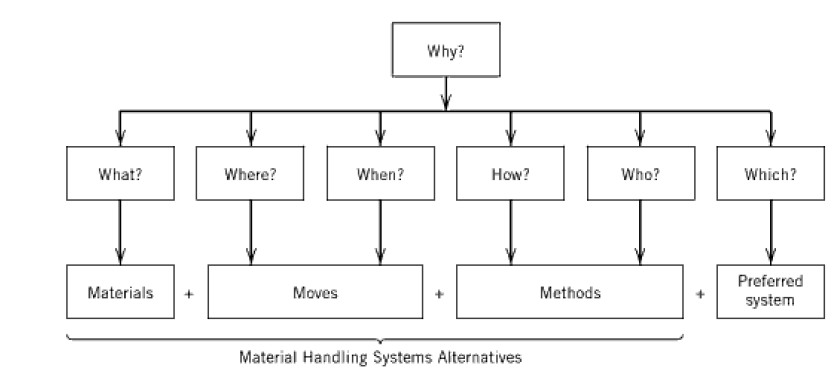 Why?
What? Where? When? How? Who? Which?
Materials + Moves + Methods + Preferred
system
Material Handling Systems Alternatives